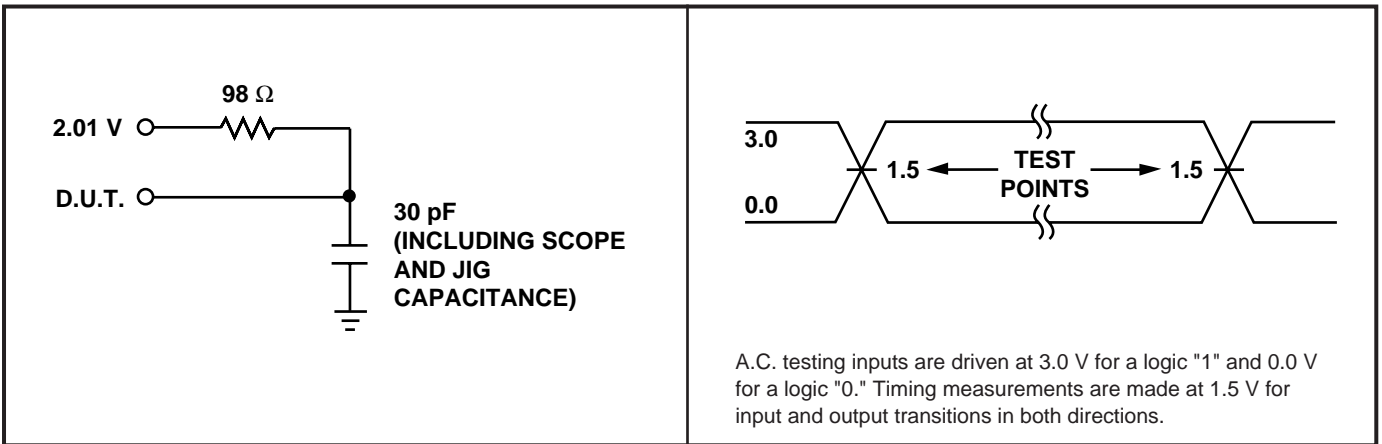 98 Ω
2.01 V
D.U.T.
30 pF
(INCLUDING SCOPE
AND JIG
CAPACITANCE)
3.0
0.0
1.5
TEST
POINTS
1.5
A.C. testing inputs are driven at 3.0 V for a logic "1" and 0.0 V
for a logic "0." Timing measurements are made at 1.5 V for
input and output transitions in both directions.